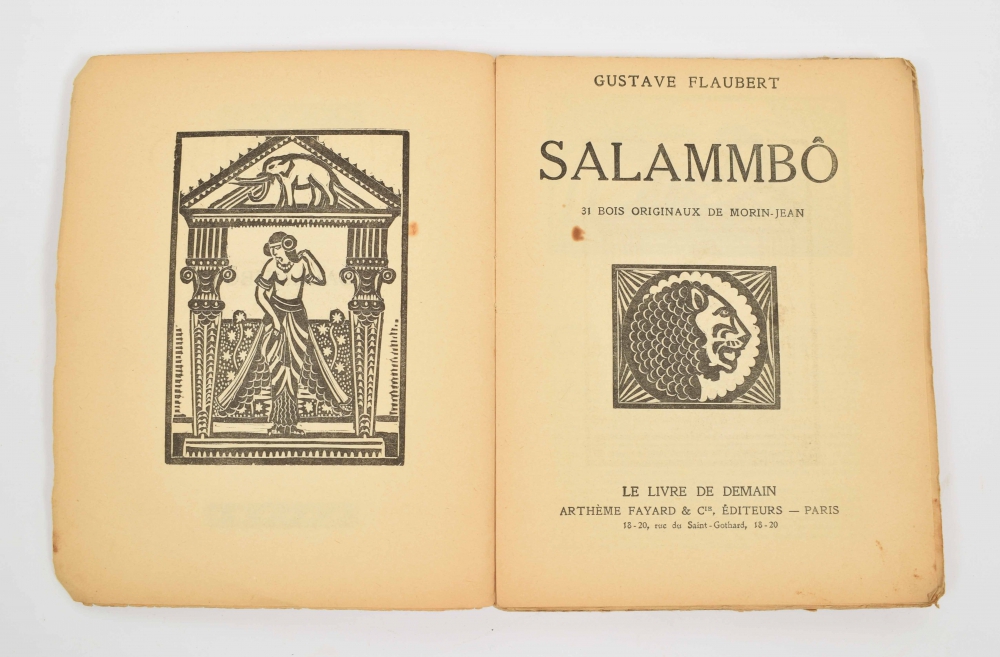 GUSTAVE FLAUBERT
SALAMMBÔ
31 BOIS ORIGINAUX DE MORIN-JEAN
LE LIVRE DE DEMAIN
ARTHÈME FAYARD & Cⁱᵉ, ÉDITEURS — PARIS
18-20, rue du Saint-Gothard, 18-20